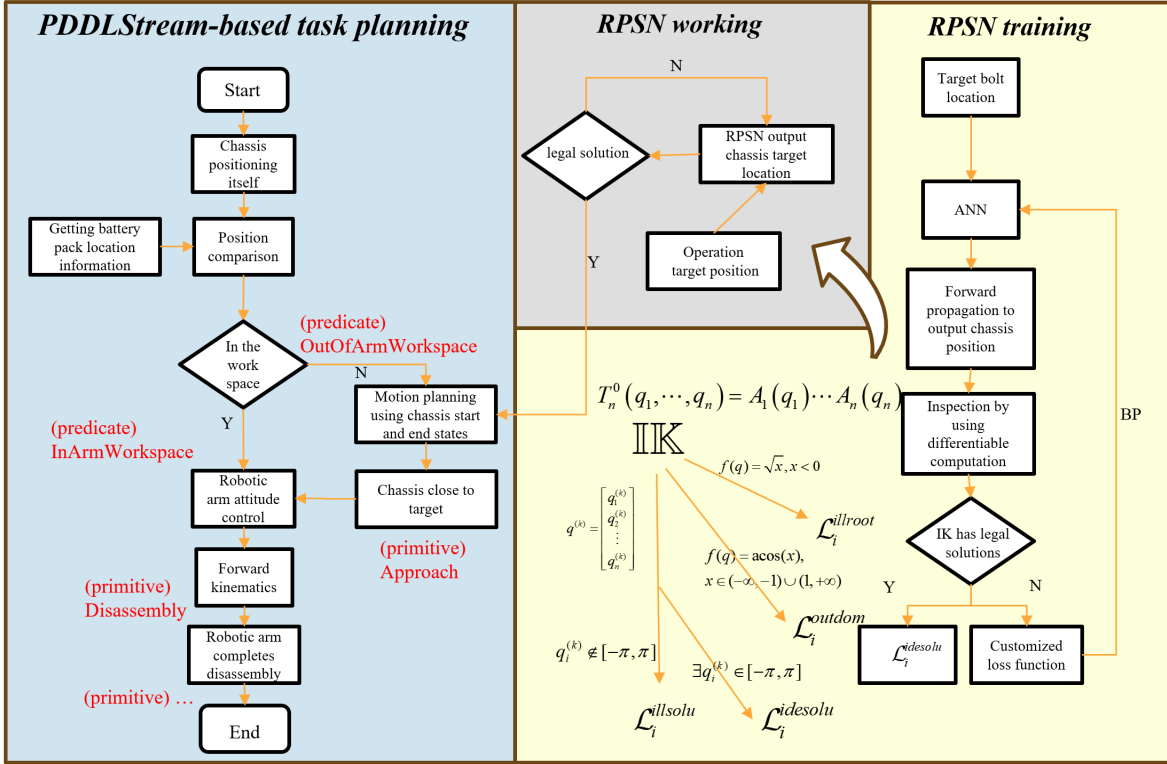 PDDLStream-based task planning
Start
Chassis
positioning
itself
Getting battery
pack location
information
Position
comparison
(predicate)
OutOfArmWorkspace
In the
work
space
N
Y
Motion planning
using chassis start
and end states
(predicate)
InArmWorkspace
Robotic
arm attitude
control
Chassis close to
target
(primitive)
Approach
Forward
kinematics
(primitive)
Disassembly
Robotic arm
completes
disassembly
(primitive) …
End
RPSN working
N
legal solution
RPSN output
chassis target
location
Operation
target position
Y
RPSN training
Target bolt
location
ANN
Forward
propagation to
output chassis
position
Inspection by
using
differentiable
computation
BP
IK has legal
solutions
Y
N
ℒ_i^{idesolu}
Customized
loss function
T_n^0(q_1,⋯,q_n) = A_1(q_1)⋯A_n(q_n)
𝕀𝕂
f(q) = √x, x < 0
ℒ_i^{illroot}
q^{(k)} = [q_1^{(k)} q_2^{(k)} ⋮ q_n^{(k)}]
f(q) = acos(x),
x ∈ (−∞, −1) ∪ (1, +∞)
ℒ_i^{outdom}
q_i^{(k)} ∉ [−π, π]
∃q_i^{(k)} ∈ [−π, π]
ℒ_i^{illsolu}
ℒ_i^{idesolu}